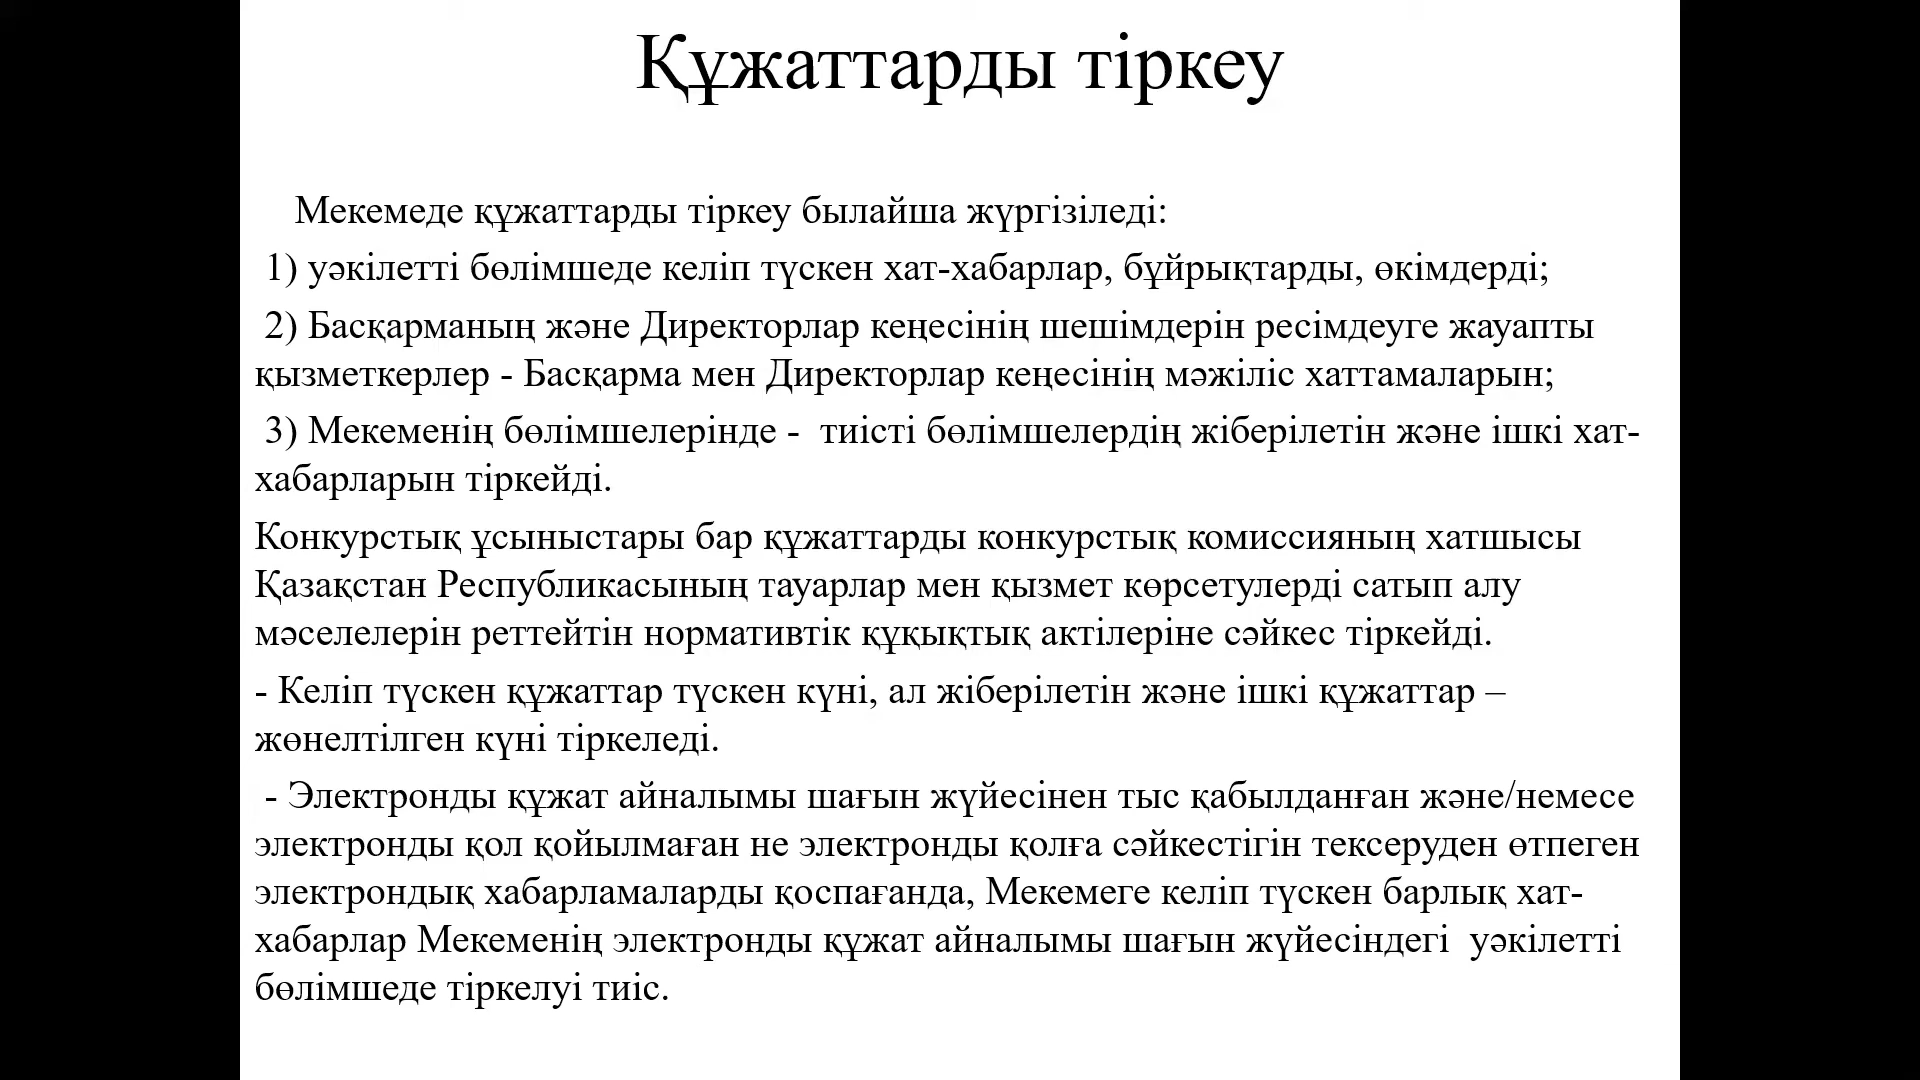 Құжаттарды тіркеу
Мекемеде құжаттарды тіркеу былайша жүргізіледі:
1) уәкілетті бөлімшеде келіп түскен хат-хабарлар, бұйрықтарды, өкімдерді;
2) Басқарманың және Директорлар кеңесінің шешімдерін ресімдеуге жауапты
қызметкерлер - Басқарма мен Директорлар кеңесінің мәжіліс хаттамаларын;
3) Мекеменің бөлімшелерінде -  тиісті бөлімшелердің жіберілетін және ішкі хат-
хабарларын тіркейді.
Конкурстық ұсыныстары бар құжаттарды конкурстық комиссияның хатшысы
Қазақстан Республикасының тауарлар мен қызмет көрсетулерді сатып алу
мәселелерін реттейтін нормативтік құқықтық актілеріне сәйкес тіркейді.
- Келіп түскен құжаттар түскен күні, ал жіберілетін және ішкі құжаттар –
жөнелтілген күні тіркеледі.
- Электронды құжат айналымы шағын жүйесінен тыс қабылданған және/немесе
электронды қол қойылмаған не электронды қолға сәйкестігін тексеруден өтпеген
электрондық хабарламаларды қоспағанда, Мекемеге келіп түскен барлық хат-
хабарлар Мекеменің электронды құжат айналымы шағын жүйесіндегі  уәкілетті
бөлімшеде тіркелуі тиіс.